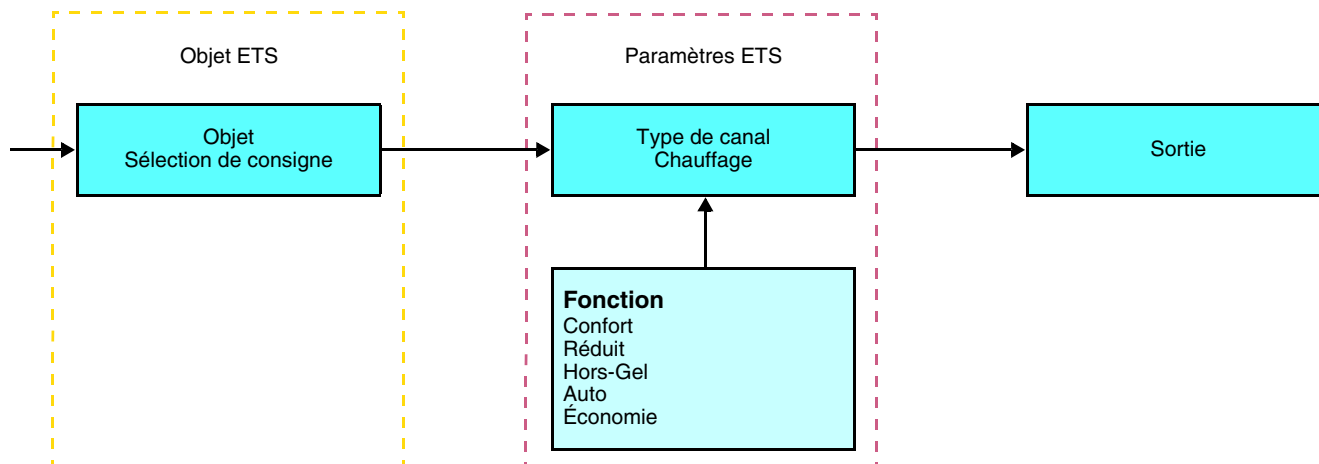 Objet ETS
Paramètres ETS
Objet
Sélection de consigne
Type de canal
Chauffage
Sortie
Fonction
Confort
Réduit
Hors-Gel
Auto
Économie